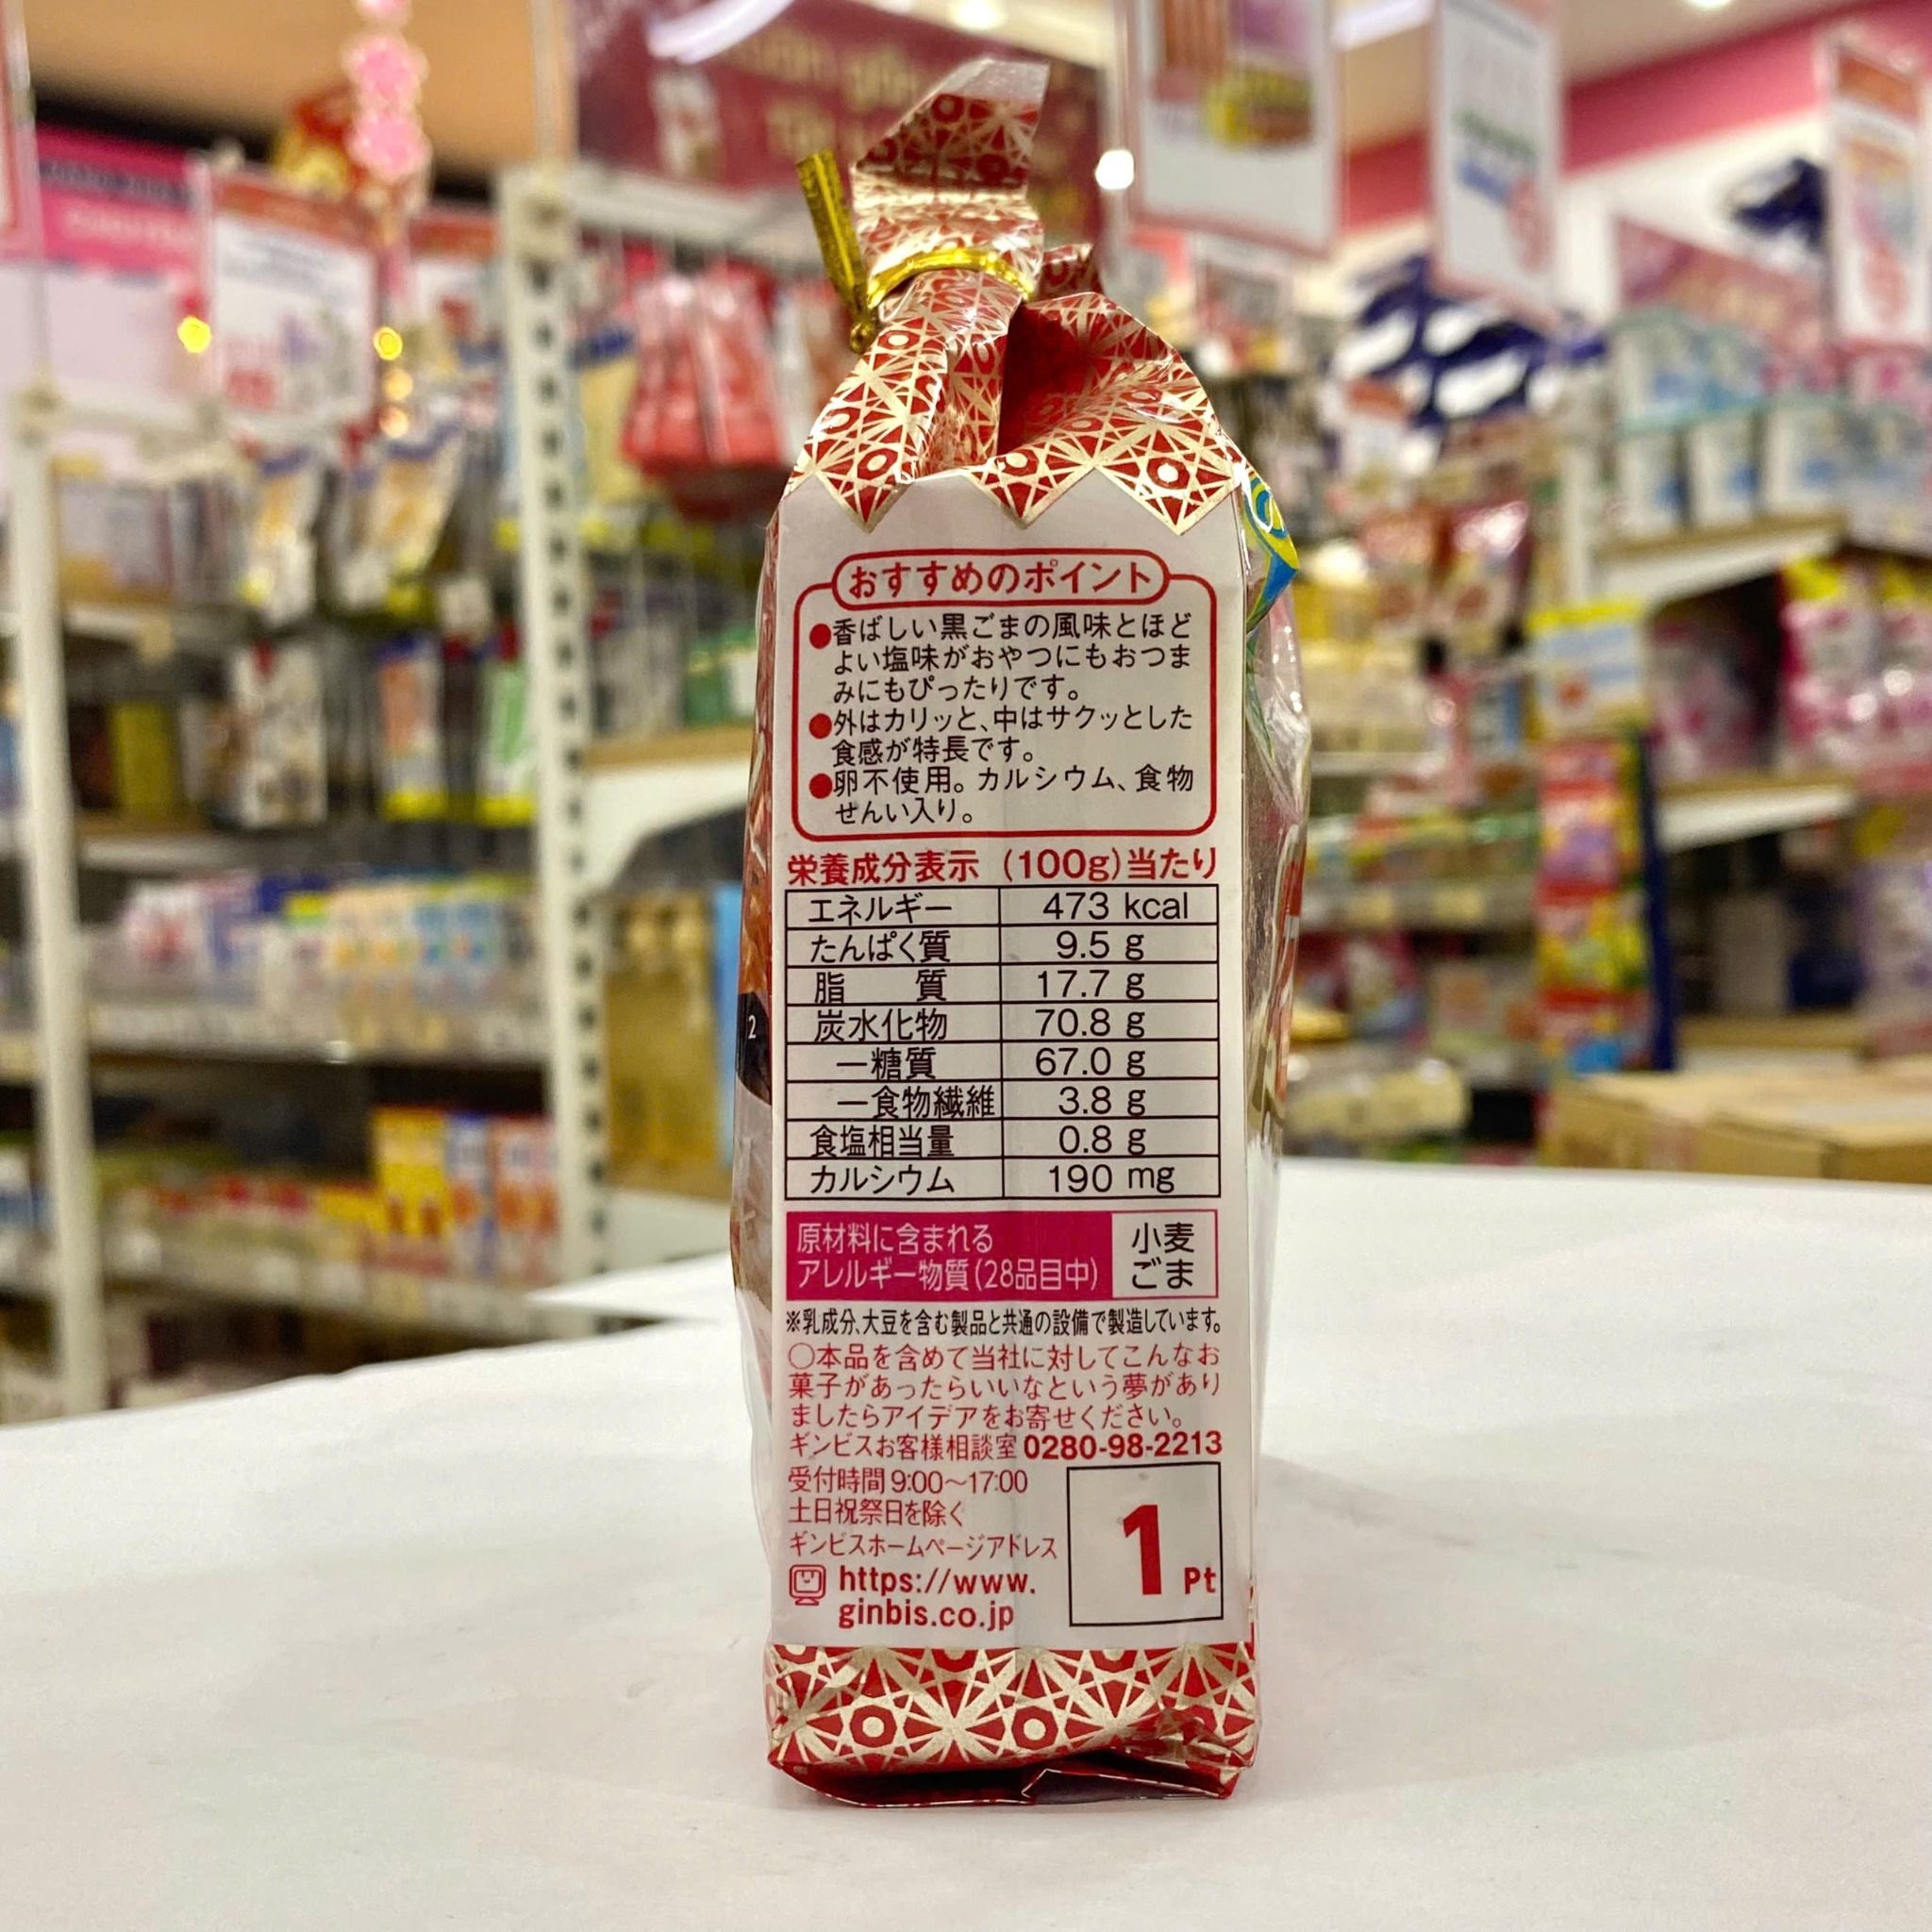 おすすめのポイント
●香ばしい黒ごまの風味とほど
よい塩味がおやつにもおつま
みにもぴったりです。
●外はカリッと、中はサクッとした
食感が特長です。
●卵不使用。カルシウム、食物
せんい入り。
栄養成分表示 (100g)当たり
エネルギー 473 kcal
たんぱく質 9.5 g
脂 質 17.7 g
炭水化物 70.8 g
ー糖質 67.0 g
ー食物繊維 3.8 g
食塩相当量 0.8 g
カルシウム 190 mg
原材料に含まれる
アレルギー物質(28品目中)
小麦
ごま
※乳成分、大豆を含む製品と共通の設備で製造しています。
○本品を含めて当社に対してこんなお
菓子があったらいいなという夢があり
ましたらアイデアをお寄せください。
ギンビスお客様相談室 0280-98-2213
受付時間 9:00〜17:00
土日祝祭日を除く
ギンビスホームページアドレス
https://www.
ginbis.co.jp
1 Pt
2